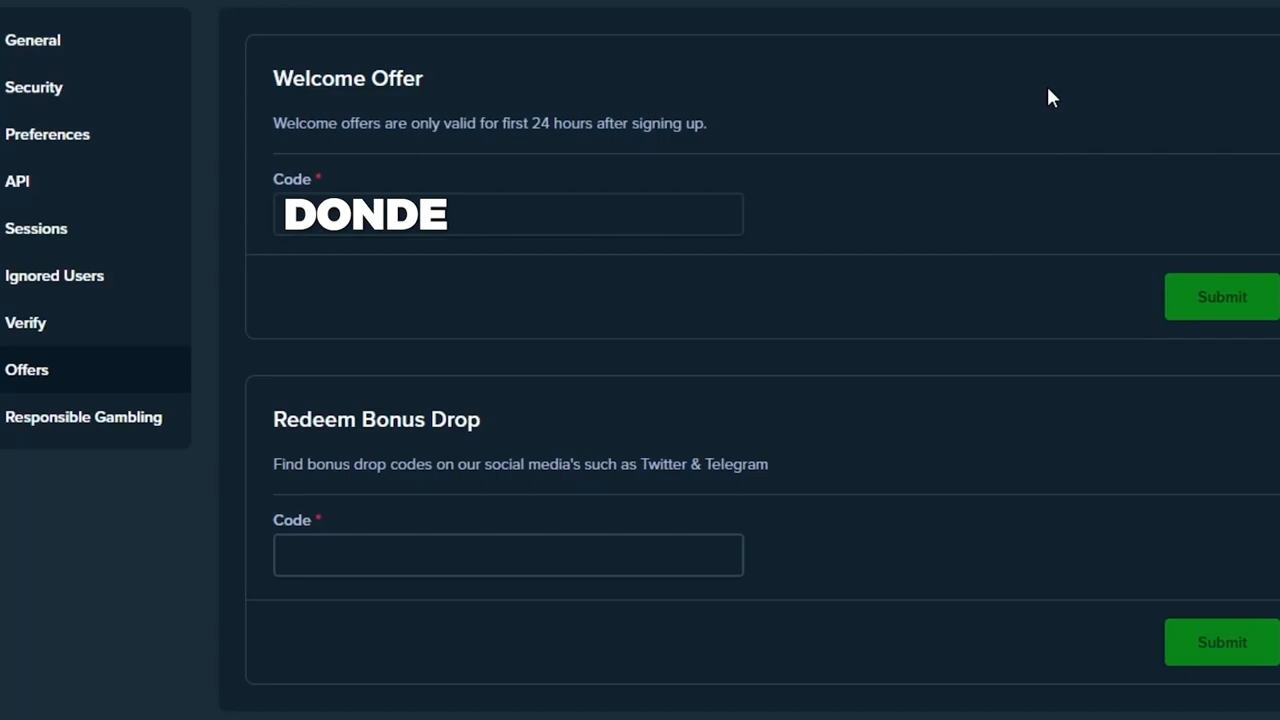 General
Security
Preferences
API
Sessions
Ignored Users
Verify
Offers
Responsible Gambling
Welcome Offer
Welcome offers are only valid for first 24 hours after signing up.
Code *
DONDE
Submit
Redeem Bonus Drop
Find bonus drop codes on our social media's such as Twitter & Telegram
Code *
Submit